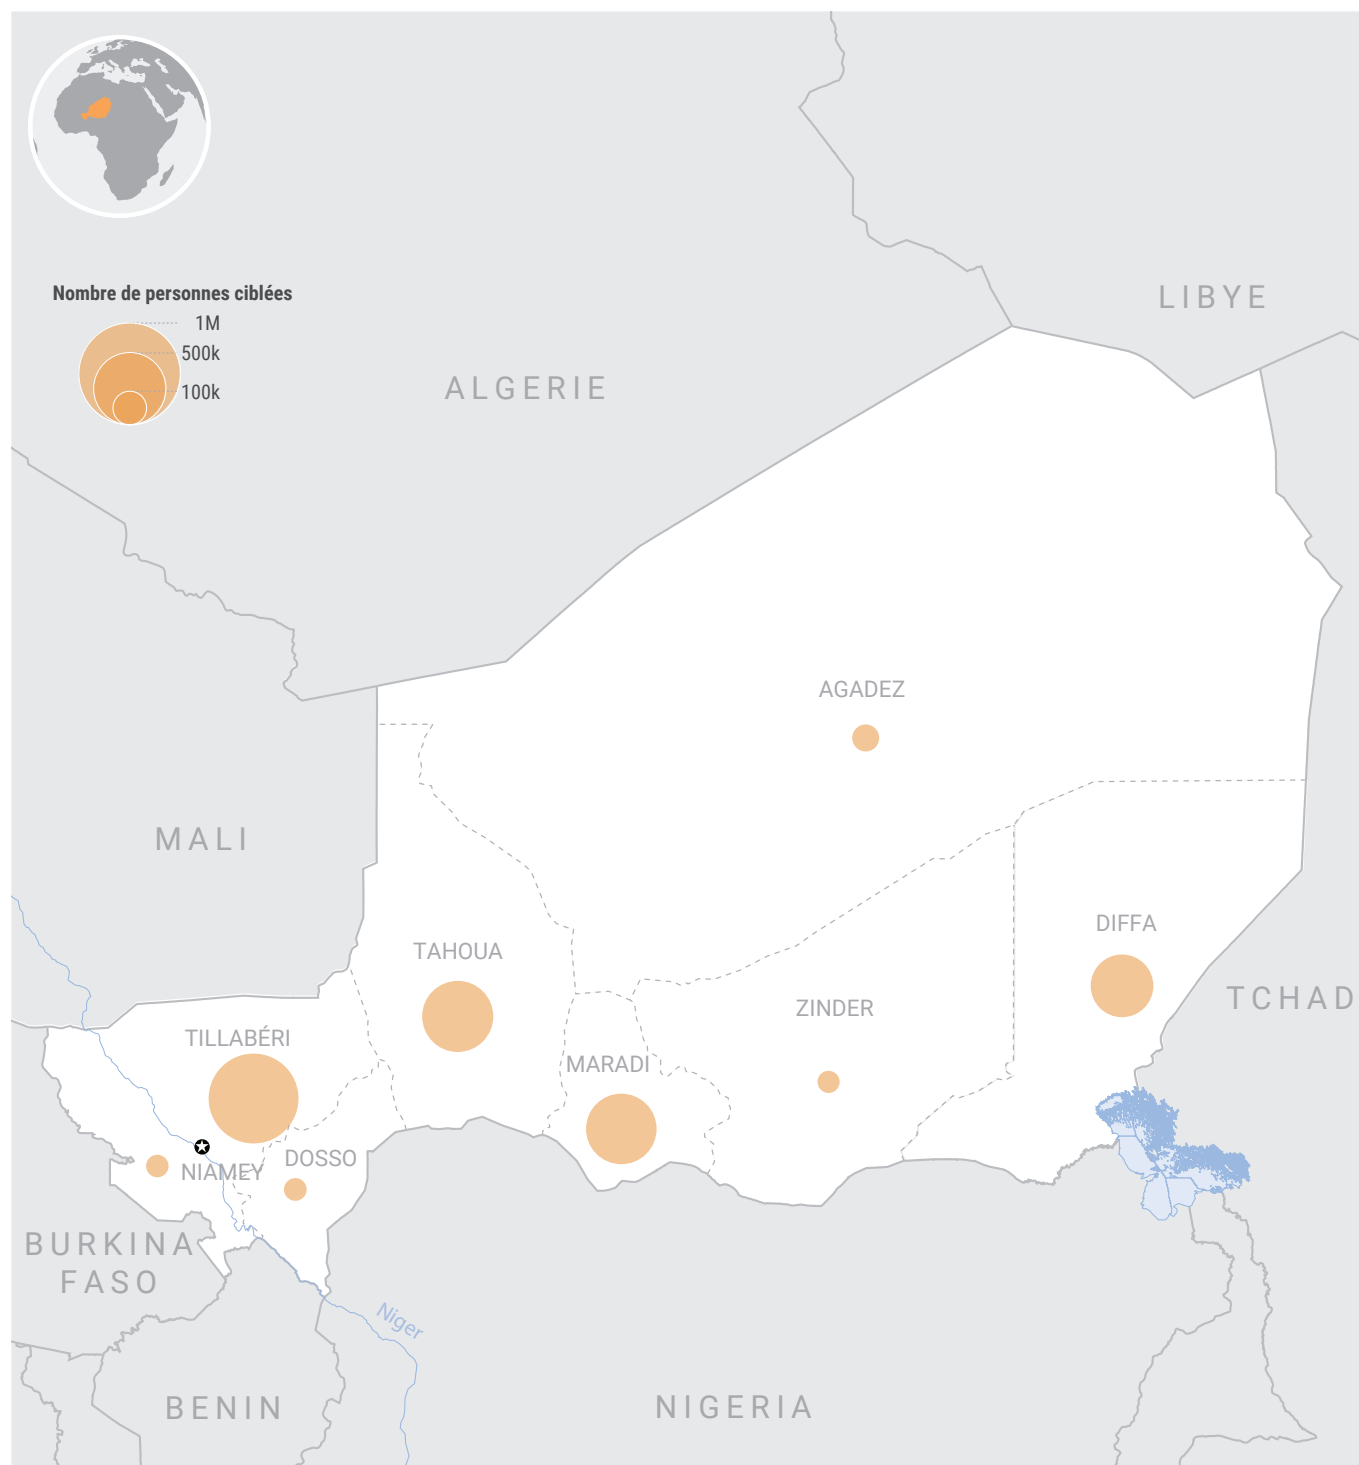 Nombre de personnes ciblées
1M
500k
100k
LIBYE
ALGERIE
AGADEZ
MALI
DIFFA
TAHOUA
TCHAD
ZINDER
TILLABÉRI
MARADI
DOSSO
NIAMEY
BURKINA
FASO
Niger
BENIN
NIGERIA